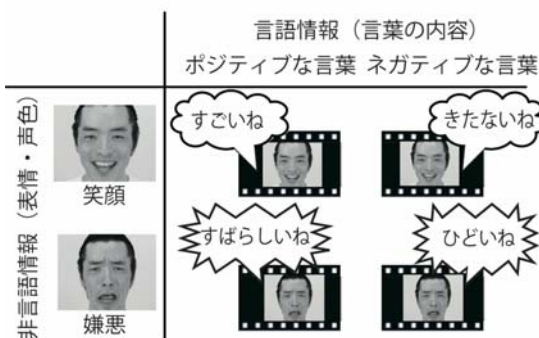 言語情報（言葉の内容）
ポジティブな言葉 ネガティブな言葉
非言語情報（表情・声色）
笑顔
すごいね
きたないね
嫌悪
すばらしいね
ひどいね